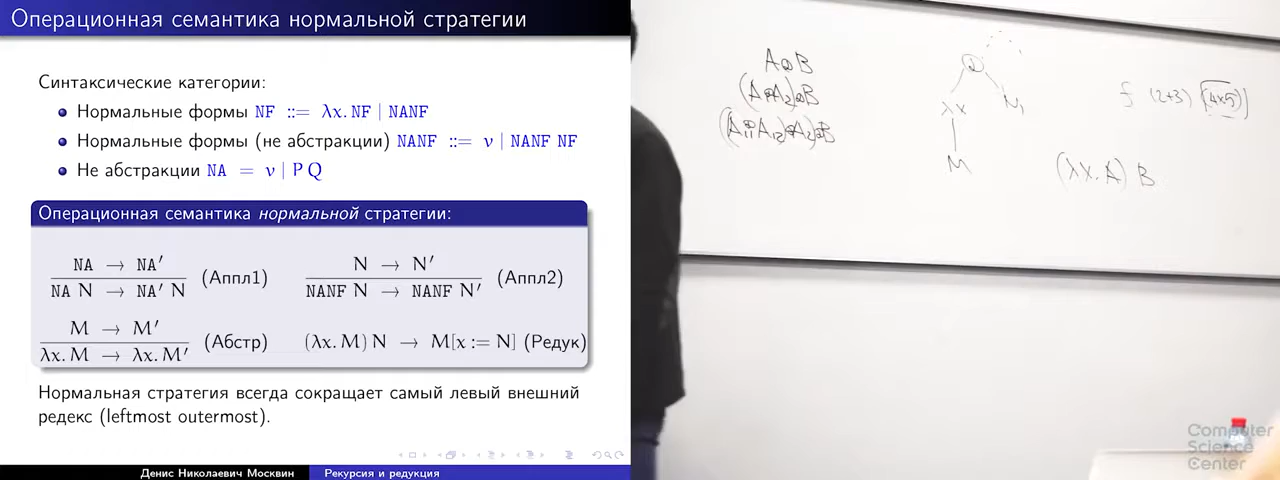 Операционная семантика нормальной стратегии
Синтаксические категории:
Нормальные формы NF ::= λx. NF | NANF
Нормальные формы (не абстракции) NANF ::= v | NANF NF
Не абстракции NA = v | P Q
Операционная семантика нормальной стратегии:
NA → NA′
NA N → NA′ N (Аппл1)
N → N′
NANF N → NANF N′ (Аппл2)
M → M′
λx. M → λx. M′ (Абстр)
(λx. M) N → M[x := N] (Редук)
Нормальная стратегия всегда сокращает самый левый внешний
редекс (leftmost outermost).
Денис Николаевич Москвин Рекурсия и редукция
A@B
(A₁@A₂)@B
(A₁₁@A₁₂)@A₂)@B
@
λx N
M
f (2+3) (4x5)
(λx. A) B
Computer
Science
Center